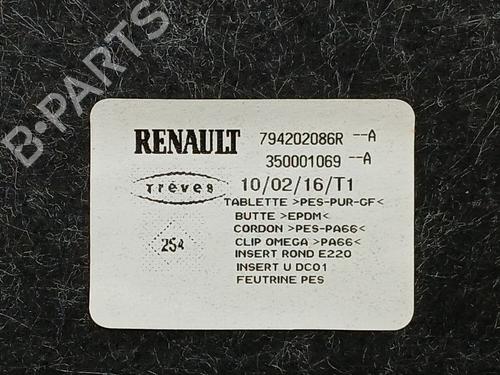 B-PARTS
RENAULT 794202086R --A
350001069 --A
Trèves 10/02/16/T1
TABLETTE >PES-PUR-GF<
BUTTE >EPDM<
254 CORDON >PES-PA66<
CLIP OMEGA >PA66<
INSERT ROND E220
INSERT U DC01
FEUTRINE PES